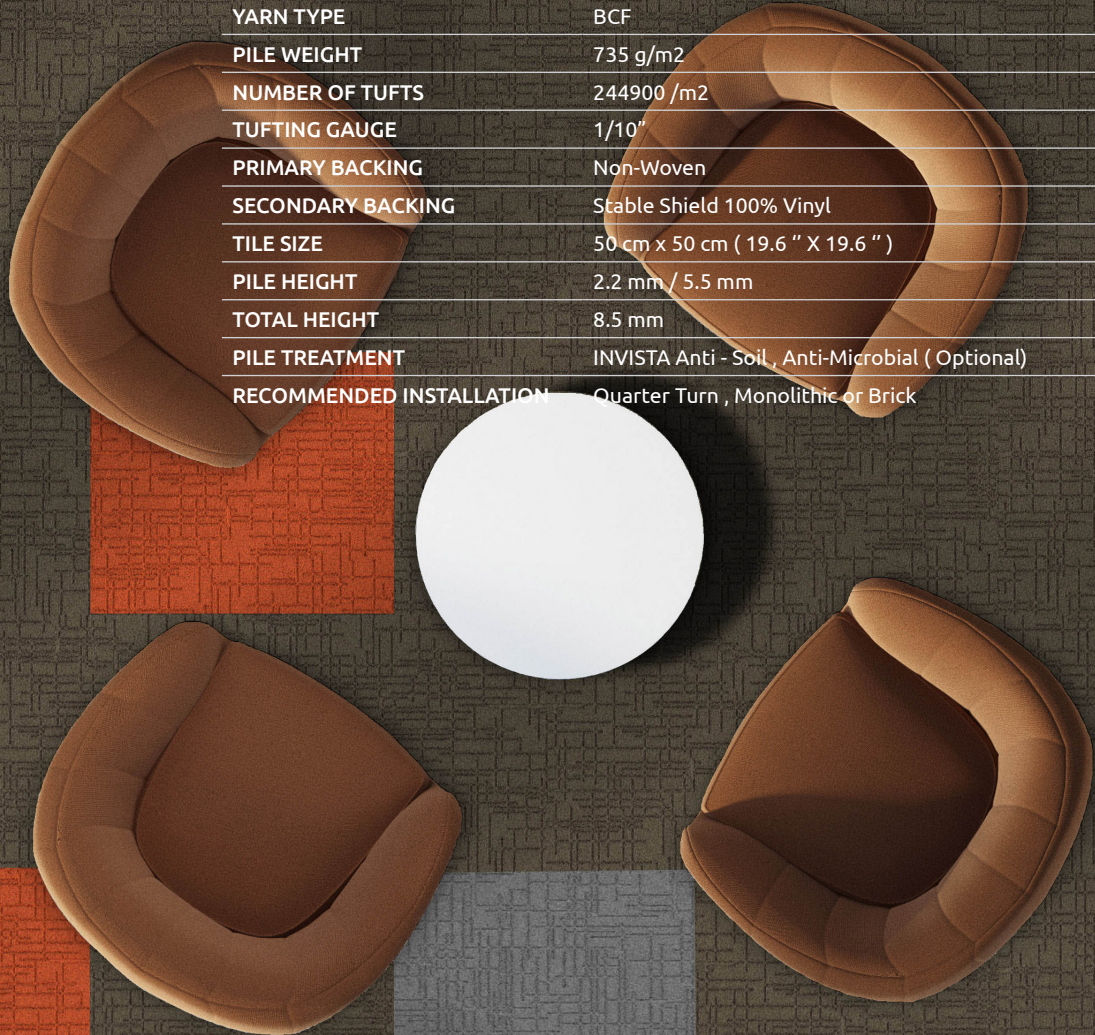 YARN TYPE BCF
PILE WEIGHT 735 g/m2
NUMBER OF TUFTS 244900 /m2
TUFTING GAUGE 1/10”
PRIMARY BACKING Non-Woven
SECONDARY BACKING Stable Shield 100% Vinyl
TILE SIZE 50 cm x 50 cm ( 19.6 ‘’ X 19.6 ‘’ )
PILE HEIGHT 2.2 mm / 5.5 mm
TOTAL HEIGHT 8.5 mm
PILE TREATMENT INVISTA Anti - Soil , Anti-Microbial ( Optional)
RECOMMENDED INSTALLATION Quarter Turn , Monolithic or Brick